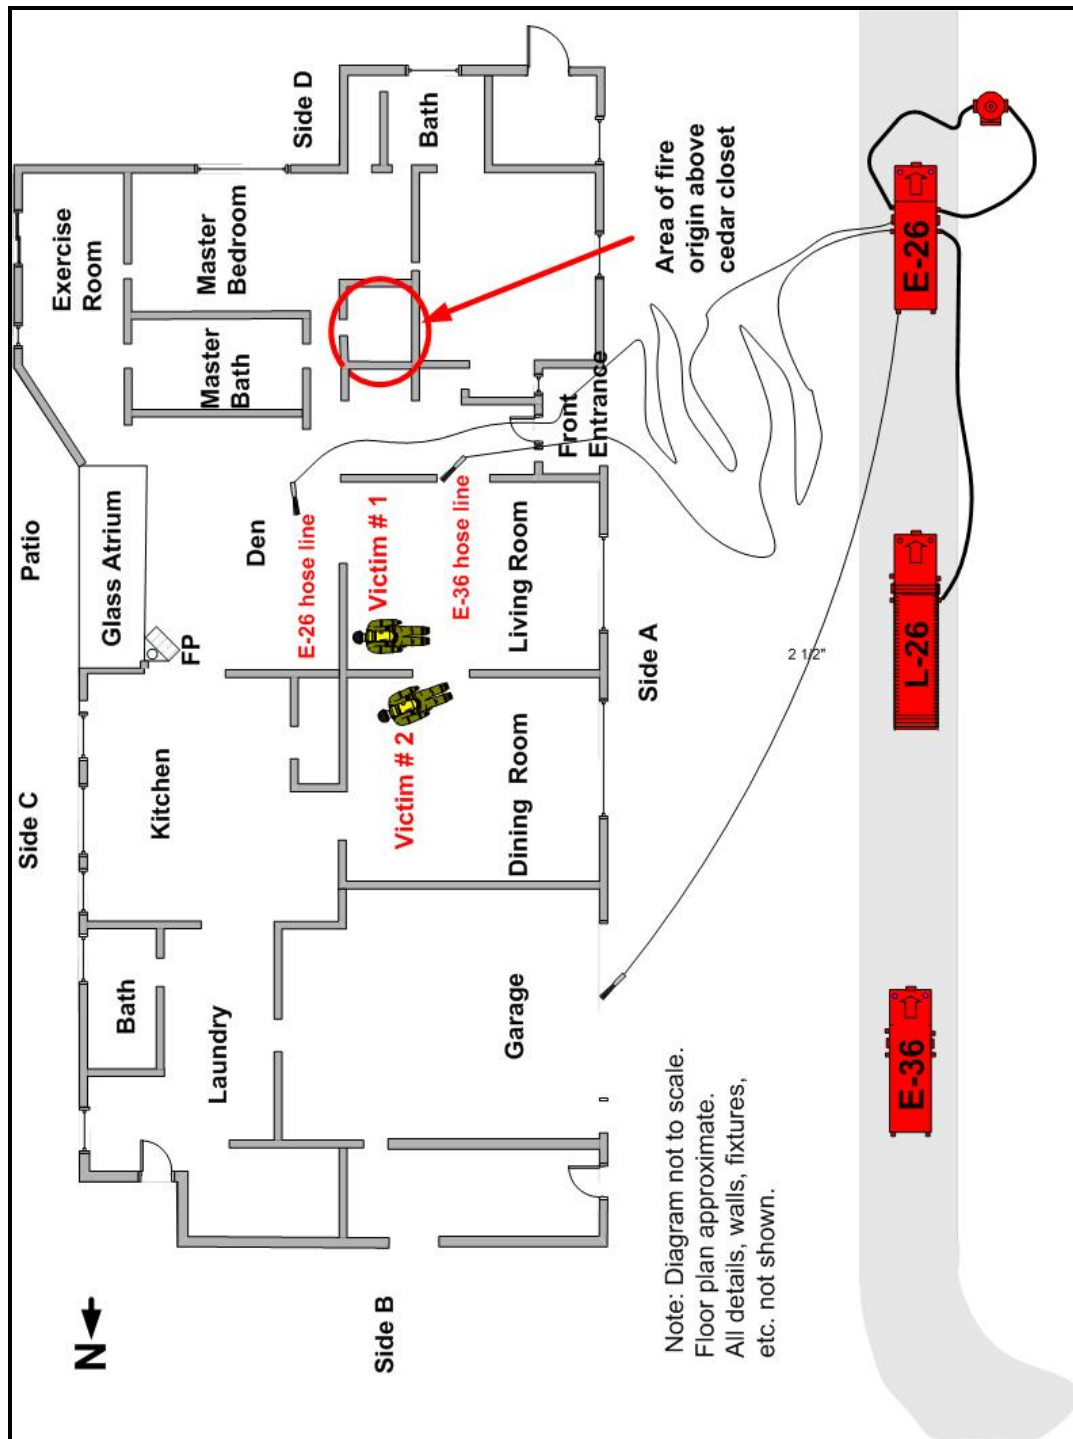 Side C
Patio
Side D
Exercise
Room
Master
Bedroom
Master
Bath
Bath
Glass Atrium
FP
Den
Kitchen
Bath
Laundry
E-26 hose line
Victim # 1
E-36 hose line
Victim # 2
Living Room
Dining Room
Garage
Front
Entrance
Area of fire
origin above
cedar closet
Side A
Side B
N
2 1/2"
E-26
L-26
E-36
Note: Diagram not to scale.
Floor plan approximate.
All details, walls, fixtures,
etc. not shown.